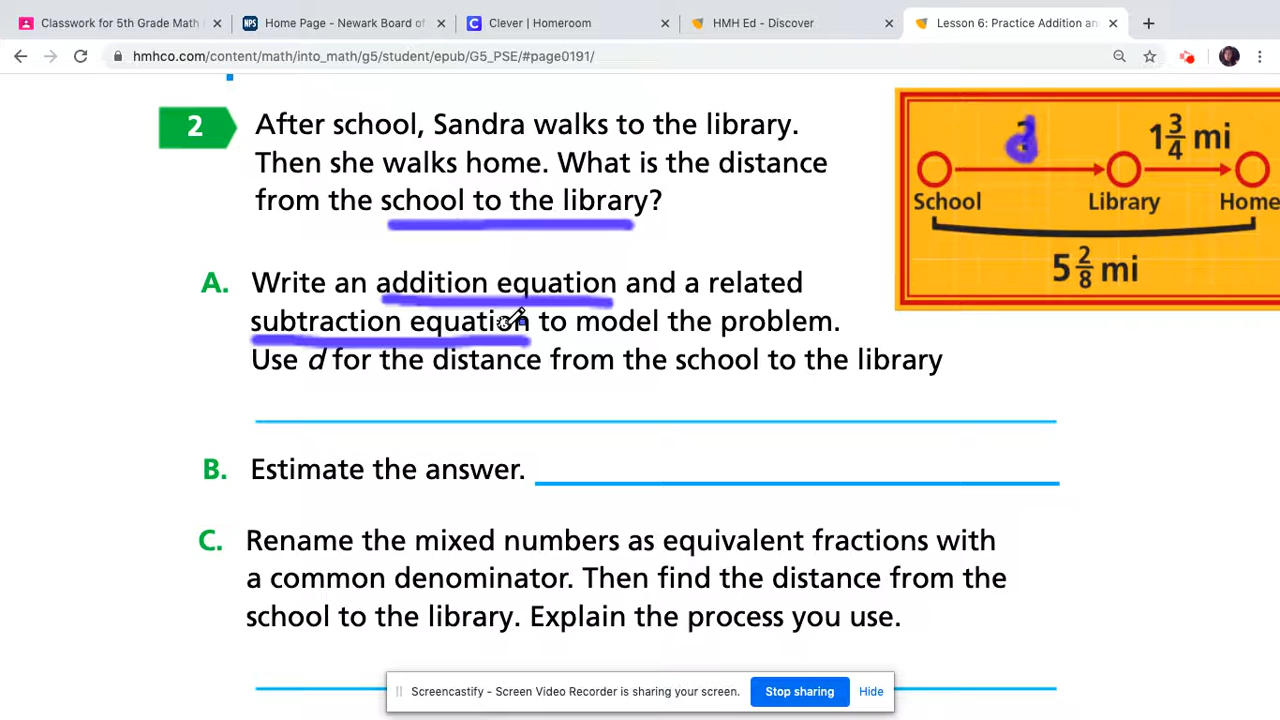 Classwork for 5th Grade Math
NPS Home Page - Newark Board of
C Clever | Homeroom
HMH Ed - Discover
Lesson 6: Practice Addition an
hmhco.com/content/math/into_math/g5/student/epub/G5_PSE/#page0191/
2 After school, Sandra walks to the library.
Then she walks home. What is the distance
from the school to the library?
d
1 3/4 mi
School Library Home
5 2/8 mi
A. Write an addition equation and a related
subtraction equation to model the problem.
Use d for the distance from the school to the library
B. Estimate the answer.
C. Rename the mixed numbers as equivalent fractions with
a common denominator. Then find the distance from the
school to the library. Explain the process you use.
Screencastify - Screen Video Recorder is sharing your screen. Stop sharing Hide